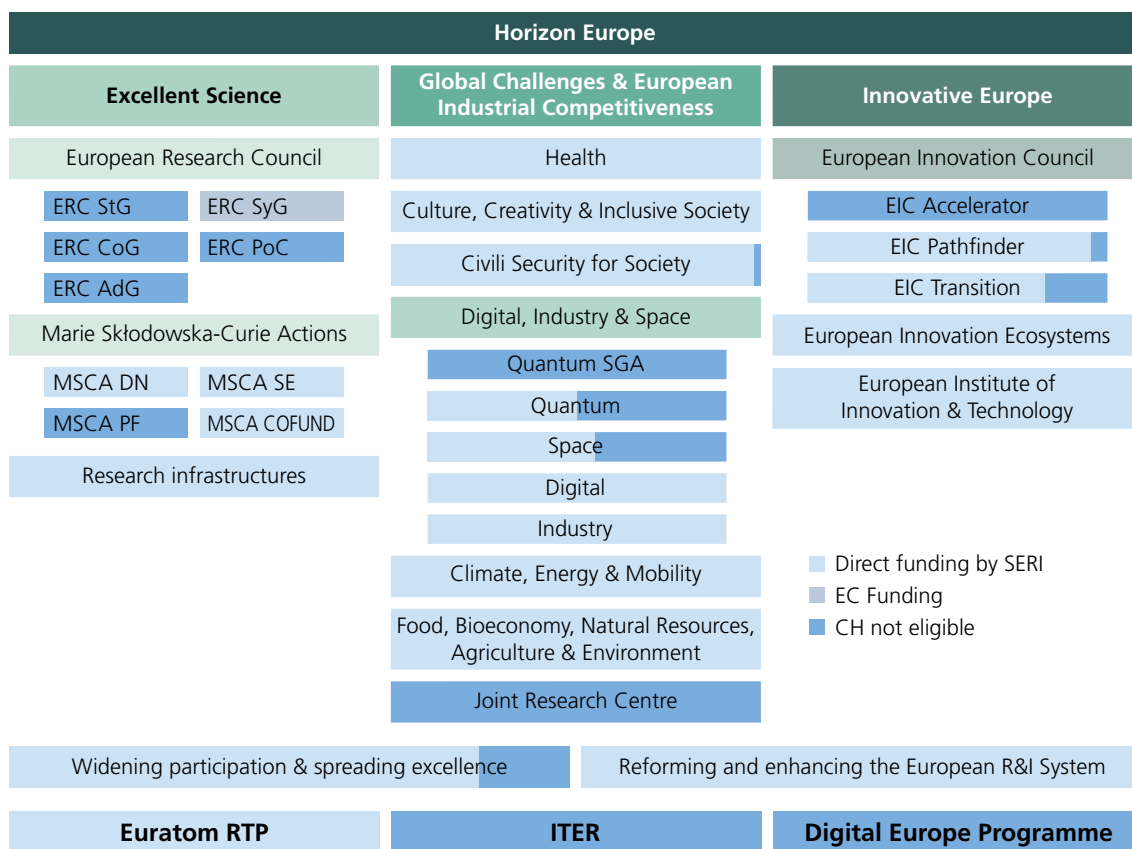 Horizon Europe
Excellent Science
European Research Council
ERC StG
ERC SyG
ERC CoG
ERC PoC
ERC AdG
Marie Skłodowska-Curie Actions
MSCA DN
MSCA SE
MSCA PF
MSCA COFUND
Research infrastructures
Global Challenges & European
Industrial Competitiveness
Health
Culture, Creativity & Inclusive Society
Civili Security for Society
Digital, Industry & Space
Quantum SGA
Quantum
Space
Digital
Industry
Climate, Energy & Mobility
Food, Bioeconomy, Natural Resources,
Agriculture & Environment
Joint Research Centre
Innovative Europe
European Innovation Council
EIC Accelerator
EIC Pathfinder
EIC Transition
European Innovation Ecosystems
European Institute of
Innovation & Technology
Direct funding by SERI
EC Funding
CH not eligible
Widening participation & spreading excellence
Reforming and enhancing the European R&I System
Euratom RTP
ITER
Digital Europe Programme